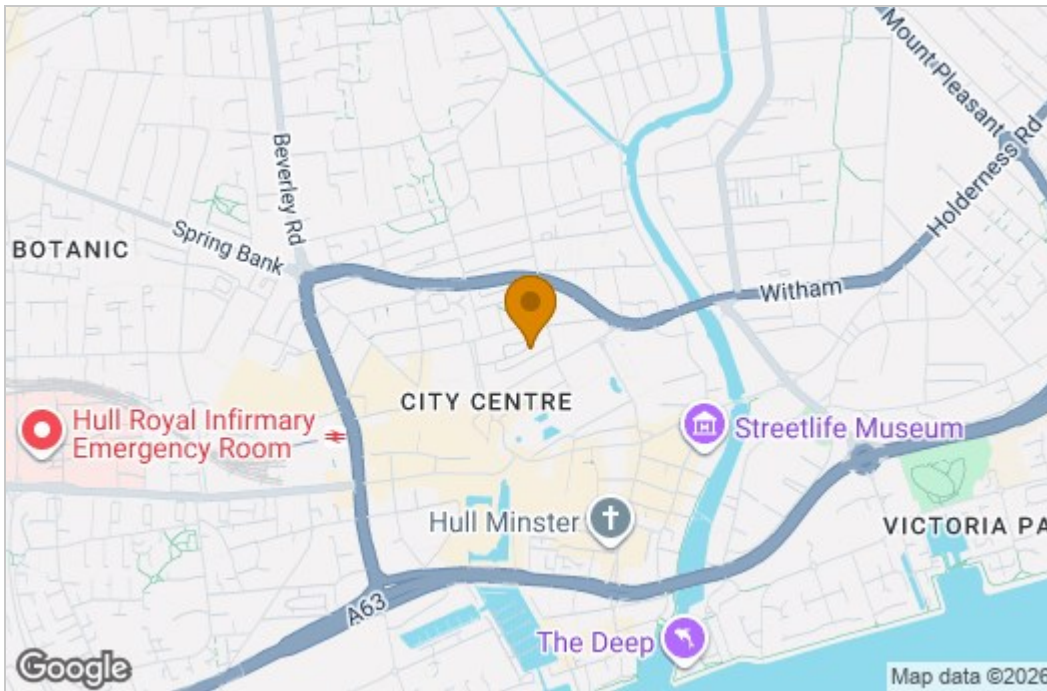 Mount Pleasant
Holderness Rd
Beverley Rd
Spring Bank
BOTANIC
Witham
CITY CENTRE
Hull Royal Infirmary
Emergency Room
Streetlife Museum
Hull Minster
VICTORIA PA
A63
The Deep
Google
Map data ©2026